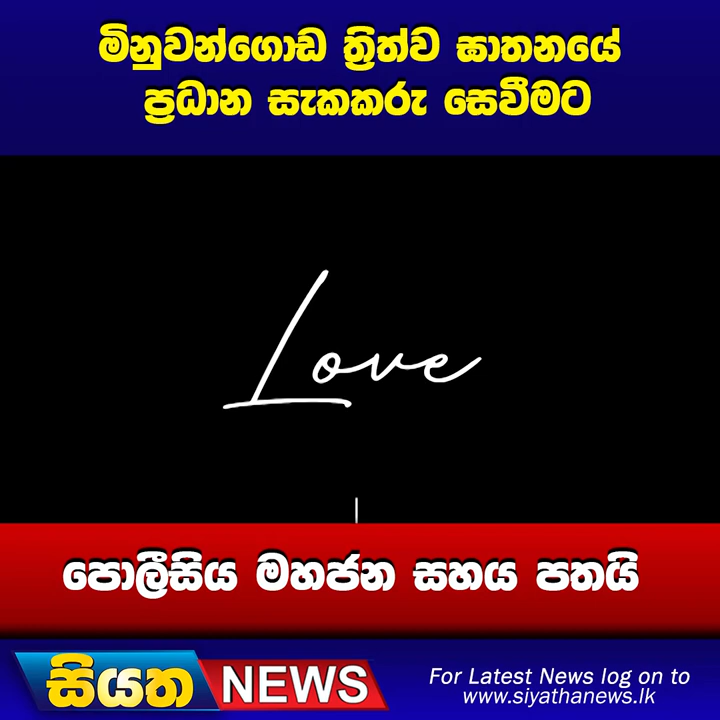 මිනුවන්ගොඩ ත්‍රිත්ව ඝාතනයේ
ප්‍රධාන සැකකරු සෙවීමට
Love
පොලීසිය මහජන සහය පතයි
සියත NEWS
For Latest News log on to
www.siyathanews.lk